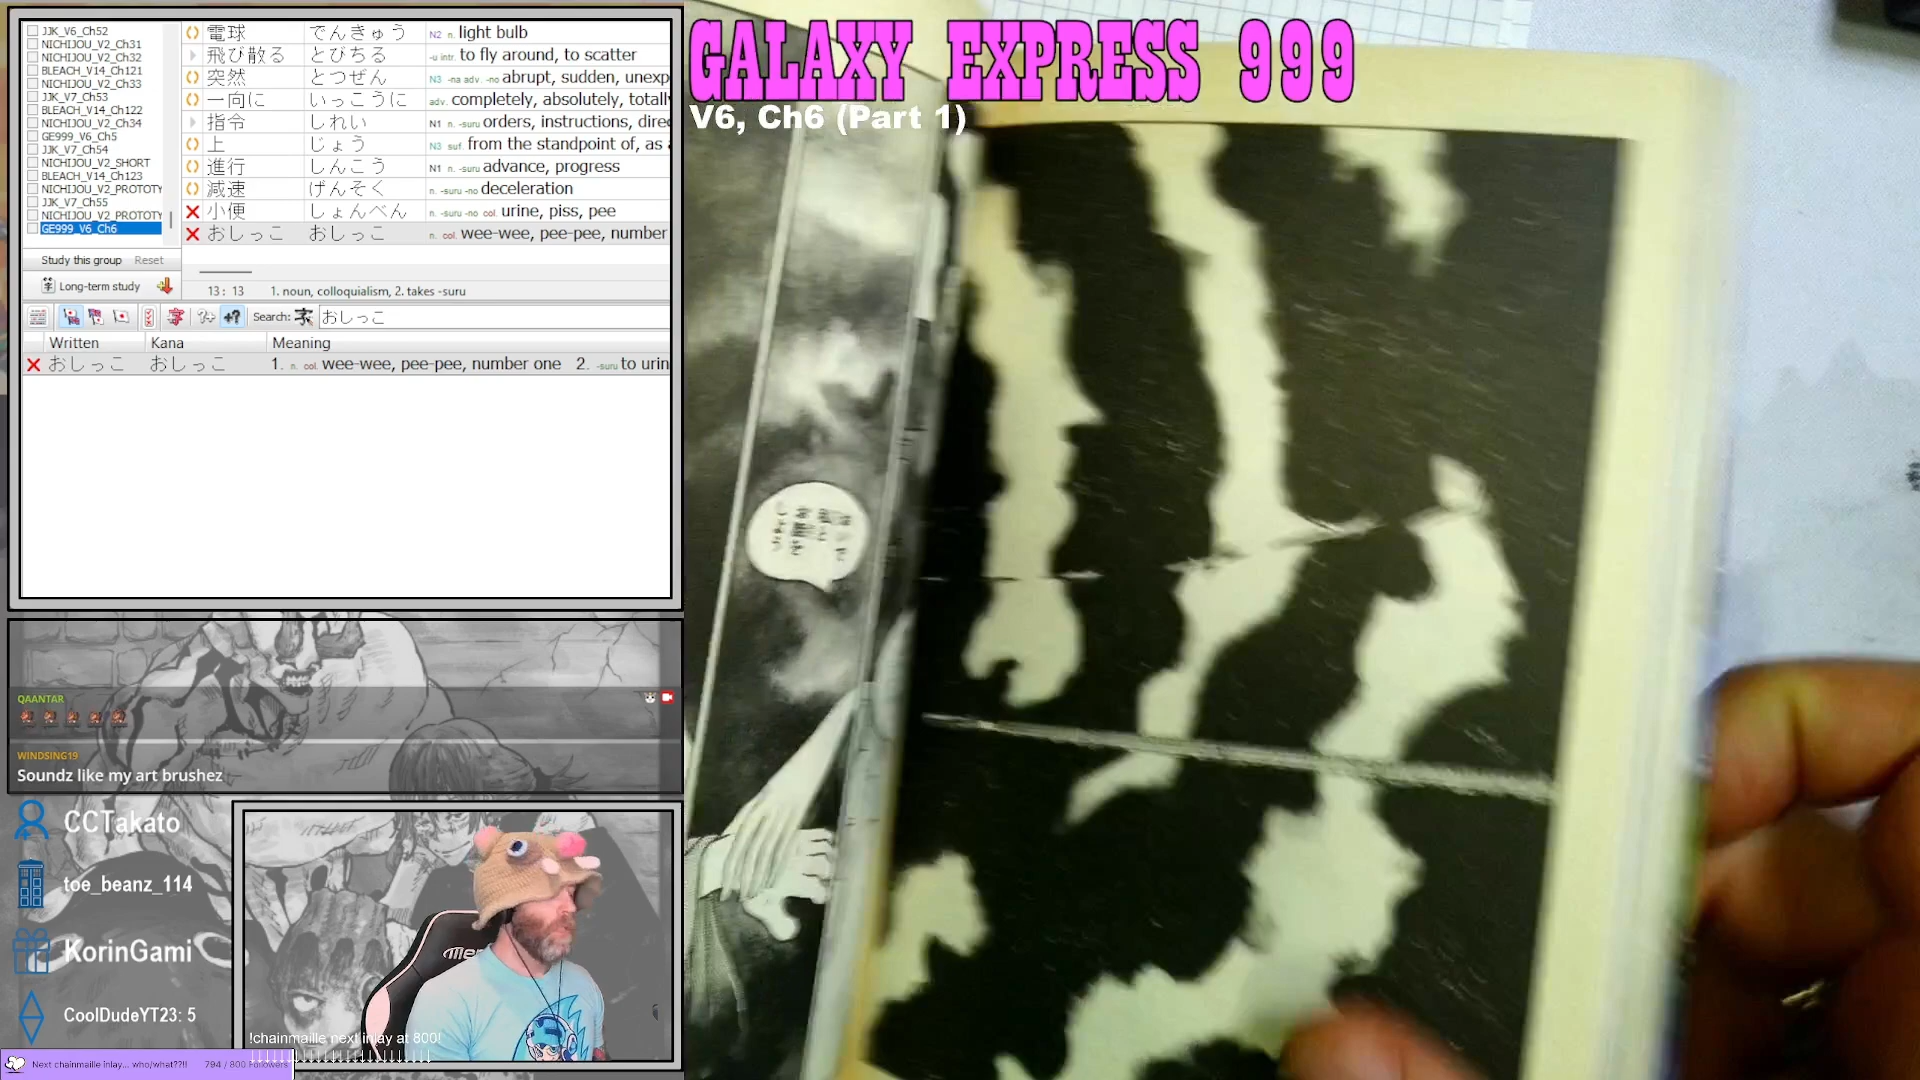 JJK_V6_Ch52
NICHIJOU_V2_Ch31
NICHIJOU_V2_Ch32
BLEACH_V14_Ch121
NICHIJOU_V2_Ch33
JJK_V7_Ch53
BLEACH_V14_Ch122
NICHIJOU_V2_Ch34
GE999_V6_Ch5
JJK_V7_Ch54
NICHIJOU_V2_SHORT
BLEACH_V14_Ch123
NICHIJOU_V2_PROTOTY
JJK_V7_Ch55
NICHIJOU_V2_PROTOTY
GE999_V6_Ch6
Study this group Reset
Long-term study
電球 でんきゅう N2 n. light bulb
飛び散る とびちる -u intr. to fly around, to scatter
突然 とつぜん N3 -na adv. -no abrupt, sudden, unexp
一向に いっこうに adv. completely, absolutely, totall
指令 しれい N1 n. -suru orders, instructions, direc
上 じょう N3 suf. from the standpoint of, as
進行 しんこう N1 n. -suru advance, progress
減速 げんそく n. -suru -no deceleration
小便 しょんべん n. -suru -no col. urine, piss, pee
おしっこ おしっこ n. col. wee-wee, pee-pee, number
13: 13 1. noun, colloquialism, 2. takes -suru
Search: おしっこ
Written Kana Meaning
おしっこ おしっこ 1. n. col. wee-wee, pee-pee, number one 2. -suru to urin
GALAXY EXPRESS 999
V6, Ch6 (Part 1)
QAANTAR
WINDSING19
Soundz like my art brushez
CCTakato
toe_beanz_114
KorinGami
CoolDudeYT23: 5
!chainmaille next inlay at 800!
Next chainmaille inlay... who/what??!! 794 / 800 Followers